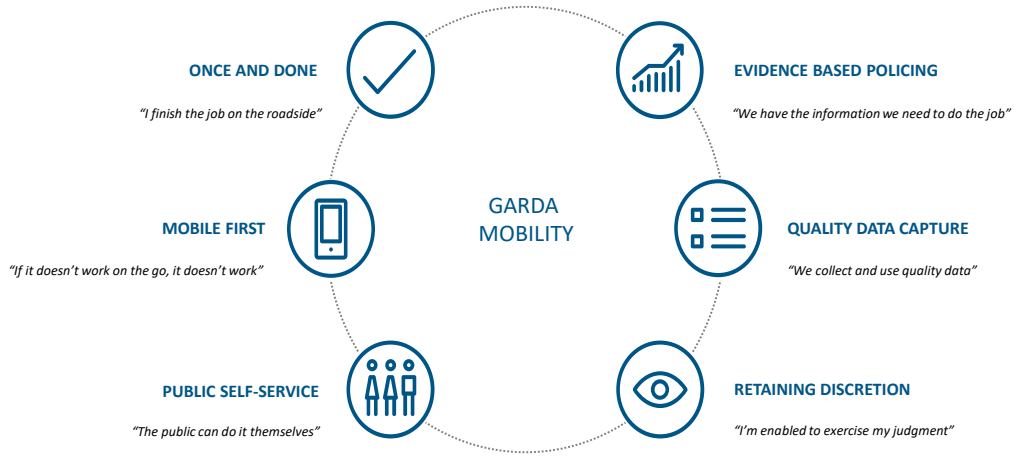 ONCE AND DONE
“I finish the job on the roadside”
EVIDENCE BASED POLICING
“We have the information we need to do the job”
MOBILE FIRST
“If it doesn’t work on the go, it doesn’t work”
GARDA
MOBILITY
QUALITY DATA CAPTURE
“We collect and use quality data”
PUBLIC SELF-SERVICE
“The public can do it themselves”
RETAINING DISCRETION
“I’m enabled to exercise my judgment”